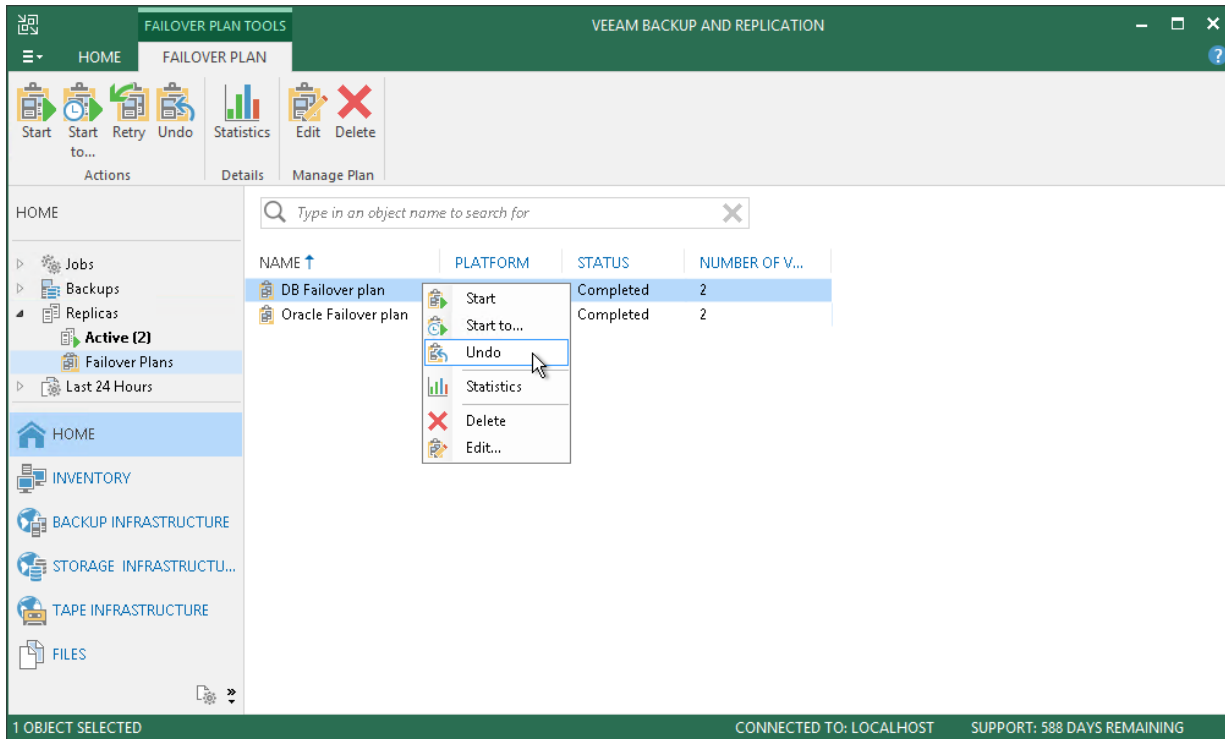 FAILOVER PLAN TOOLS
VEEAM BACKUP AND REPLICATION
HOME
FAILOVER PLAN
?
Start
Start to...
Retry
Undo
Statistics
Edit
Delete
Actions
Details
Manage Plan
HOME
Type in an object name to search for
Jobs
Backups
Replicas
Active (2)
Failover Plans
Last 24 Hours
NAME PLATFORM STATUS NUMBER OF V...
DB Failover plan Completed 2
Oracle Failover plan Completed 2
Start
Start to...
Undo
Statistics
Delete
Edit...
HOME
INVENTORY
BACKUP INFRASTRUCTURE
STORAGE INFRASTRUCTU...
TAPE INFRASTRUCTURE
FILES
1 OBJECT SELECTED
CONNECTED TO: LOCALHOST
SUPPORT: 588 DAYS REMAINING